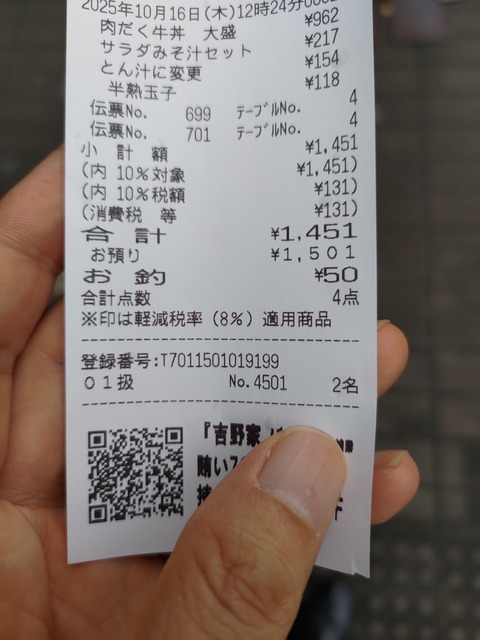 2025年10月16日(木)12時24分
肉だく牛丼 大盛 ¥962
サラダみそ汁セット ¥217
とん汁に変更 ¥154
半熟玉子 ¥118
伝票No. 699 テーブルNo. 4
伝票No. 701 テーブルNo. 4
小 計 額 ¥1,451
(内 10%対象 ¥1,451)
(内 10%税額 ¥131)
(消費税 等 ¥131)
合 計 ¥1,451
お預り ¥1,501
お 釣 ¥50
合計点数 4点
※印は軽減税率(8%)適用商品
登録番号:T7011501019199
01扱 No.4501 2名
『吉野家
賄い